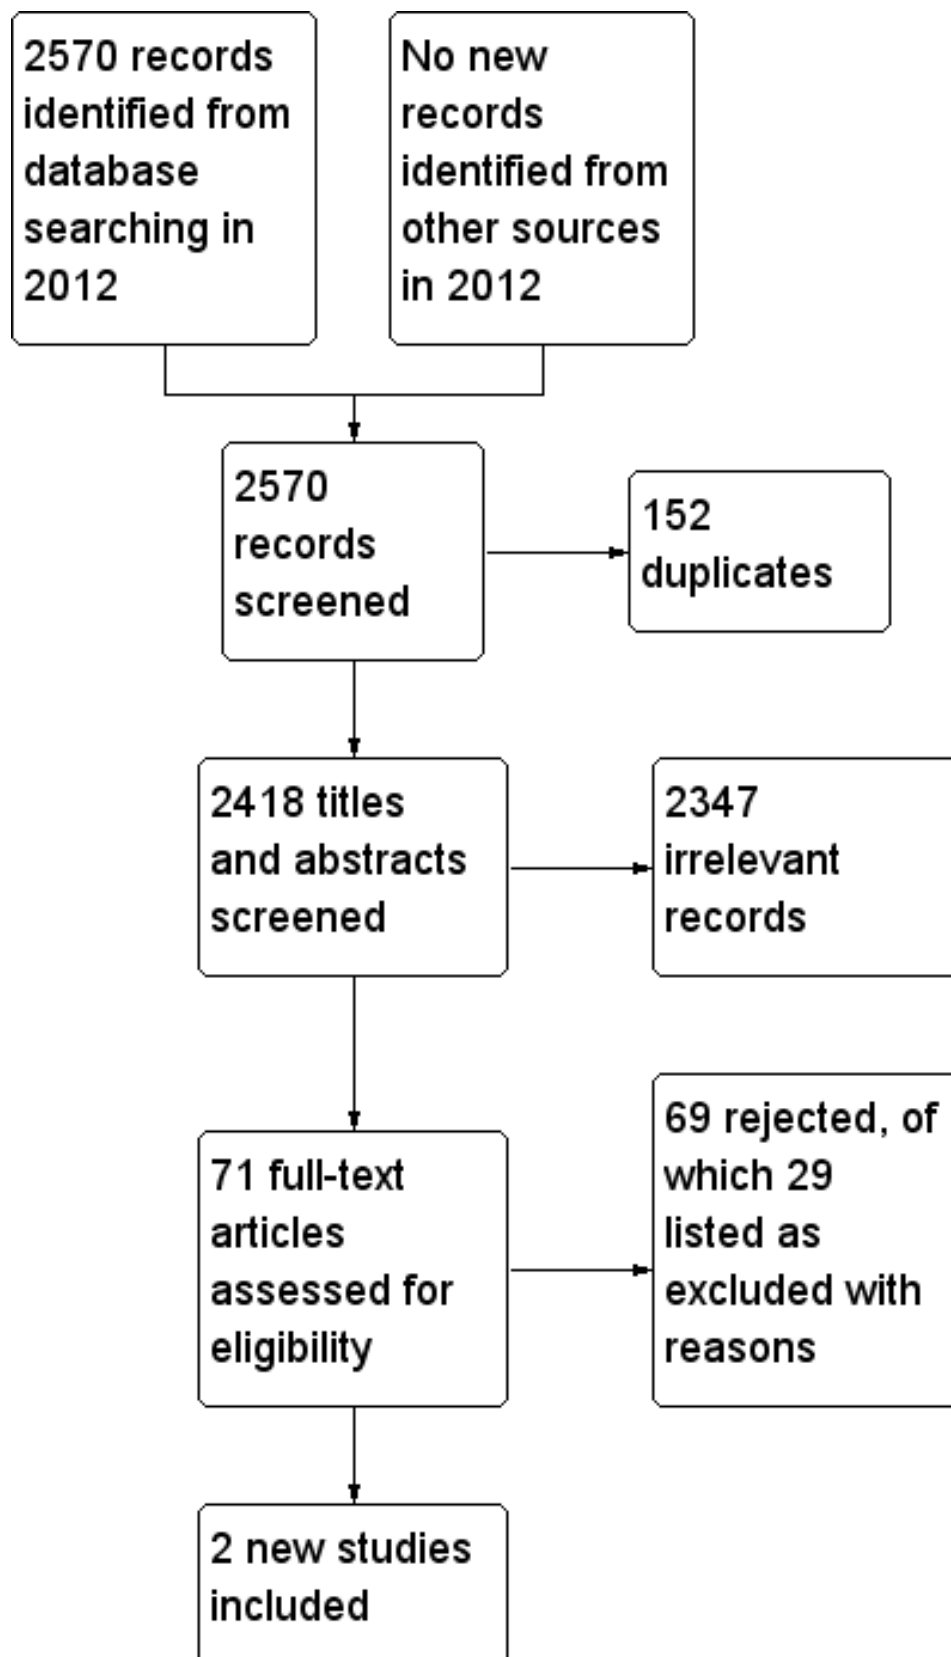 2570 records
identified from
database
searching in
2012
No new
records
identified from
other sources
in 2012
2570
records
screened
152
duplicates
2418 titles
and abstracts
screened
2347
irrelevant
records
71 full-text
articles
assessed for
eligibility
69 rejected, of
which 29
listed as
excluded with
reasons
2 new studies
included